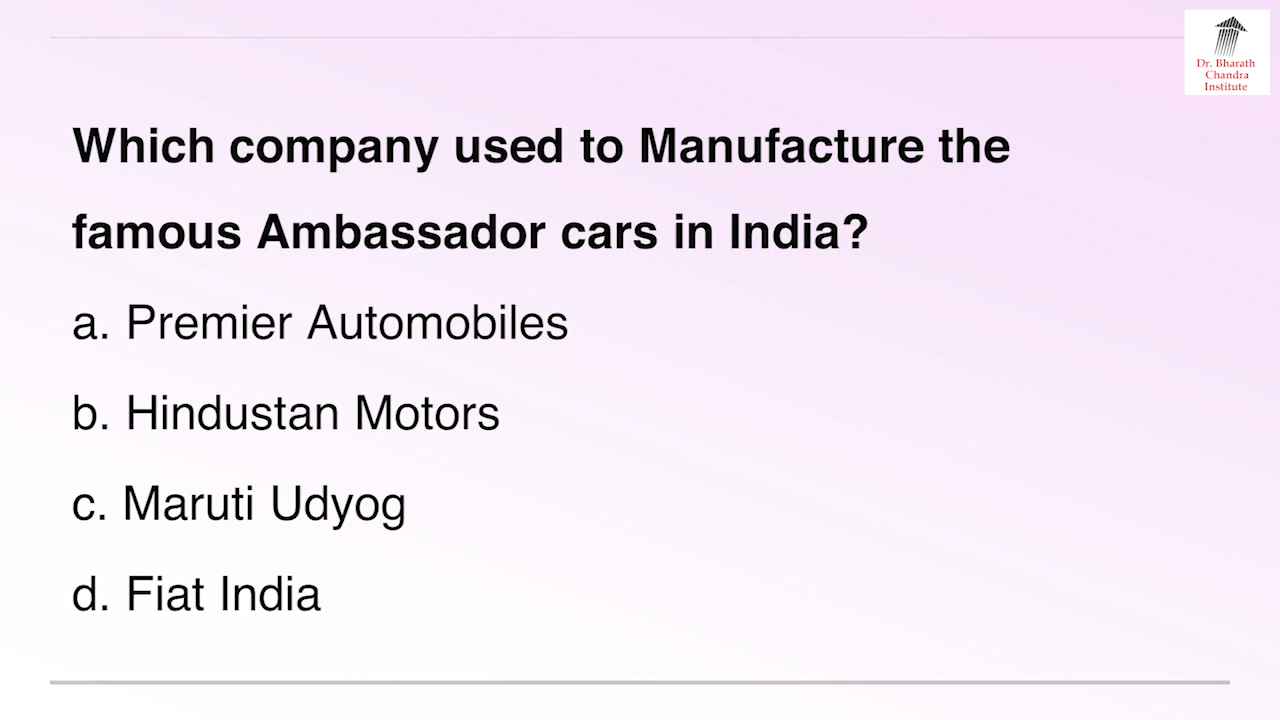 Dr. Bharath
Chandra
Institute
Which company used to Manufacture the
famous Ambassador cars in India?
a. Premier Automobiles
b. Hindustan Motors
c. Maruti Udyog
d. Fiat India